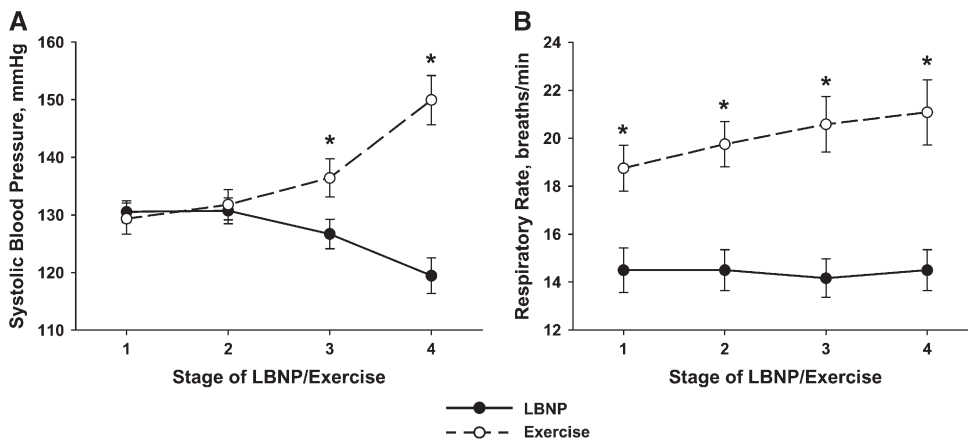 A
Systolic Blood Pressure, mmHg
160
150
140
130
120
110
*
*
1 2 3 4
Stage of LBNP/Exercise
B
Respiratory Rate, breaths/min
24
22
20
18
16
14
12
*
*
*
*
1 2 3 4
Stage of LBNP/Exercise
LBNP
Exercise